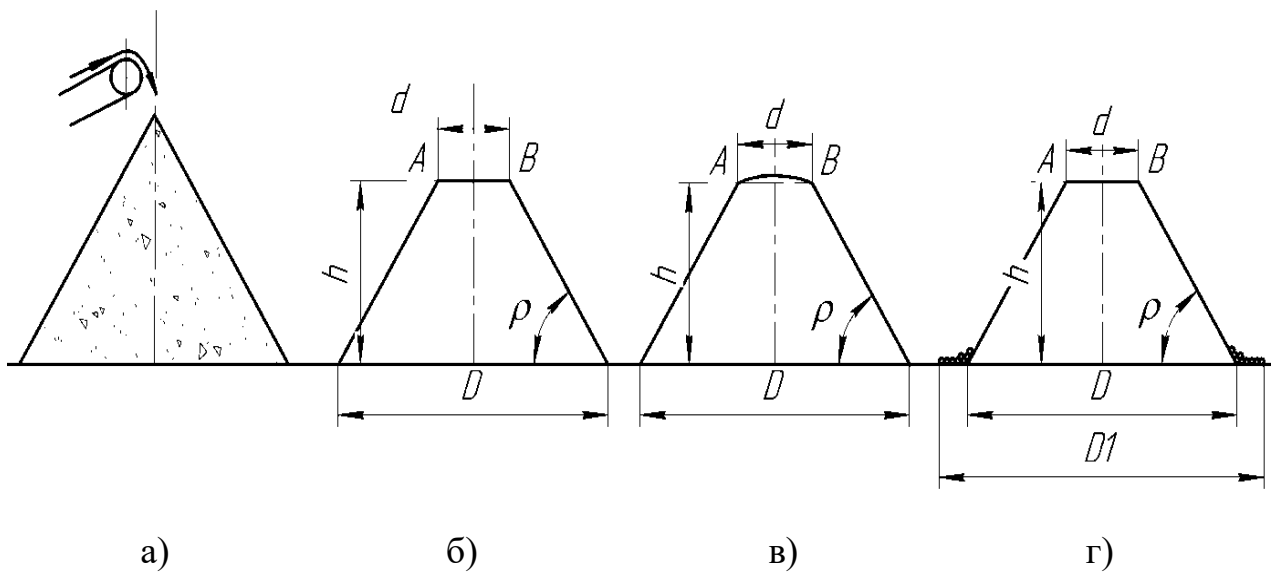 d d d
A B A B A B
h ρ h ρ h ρ
D D D
D1
а) б) в) г)